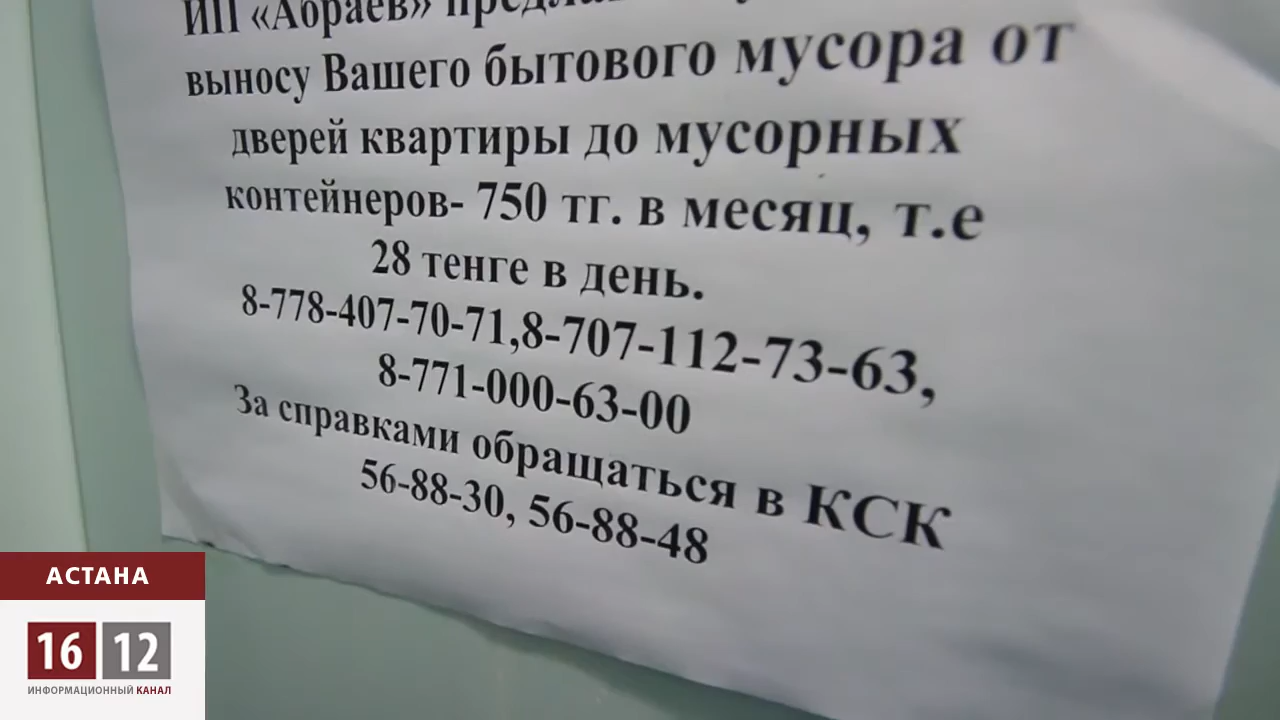 ИП «Абраев»
выносу Вашего бытового мусора от
дверей квартиры до мусорных
контейнеров- 750 тг. в месяц, т.е
28 тенге в день.
8-778-407-70-71,8-707-112-73-63,
8-771-000-63-00
За справками обращаться в КСК
56-88-30, 56-88-48
АСТАНА
16 12
ИНФОРМАЦИОННЫЙ КАНАЛ